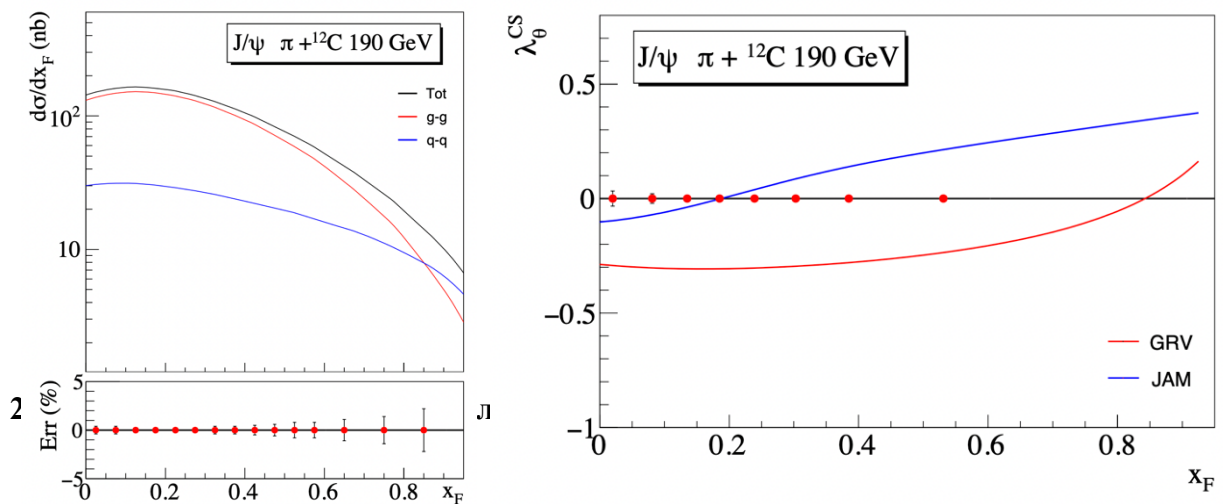 dσ/dx_F (nb)
J/ψ π +¹²C 190 GeV
Tot
g-g
q-q
10²
10
Err (%)
5
0
−5
0 0.2 0.4 0.6 0.8
x_F
2
л
λ_θ^CS
J/ψ π + ¹²C 190 GeV
0.5
0
−0.5
−1
GRV
JAM
0 0.2 0.4 0.6 0.8
x_F